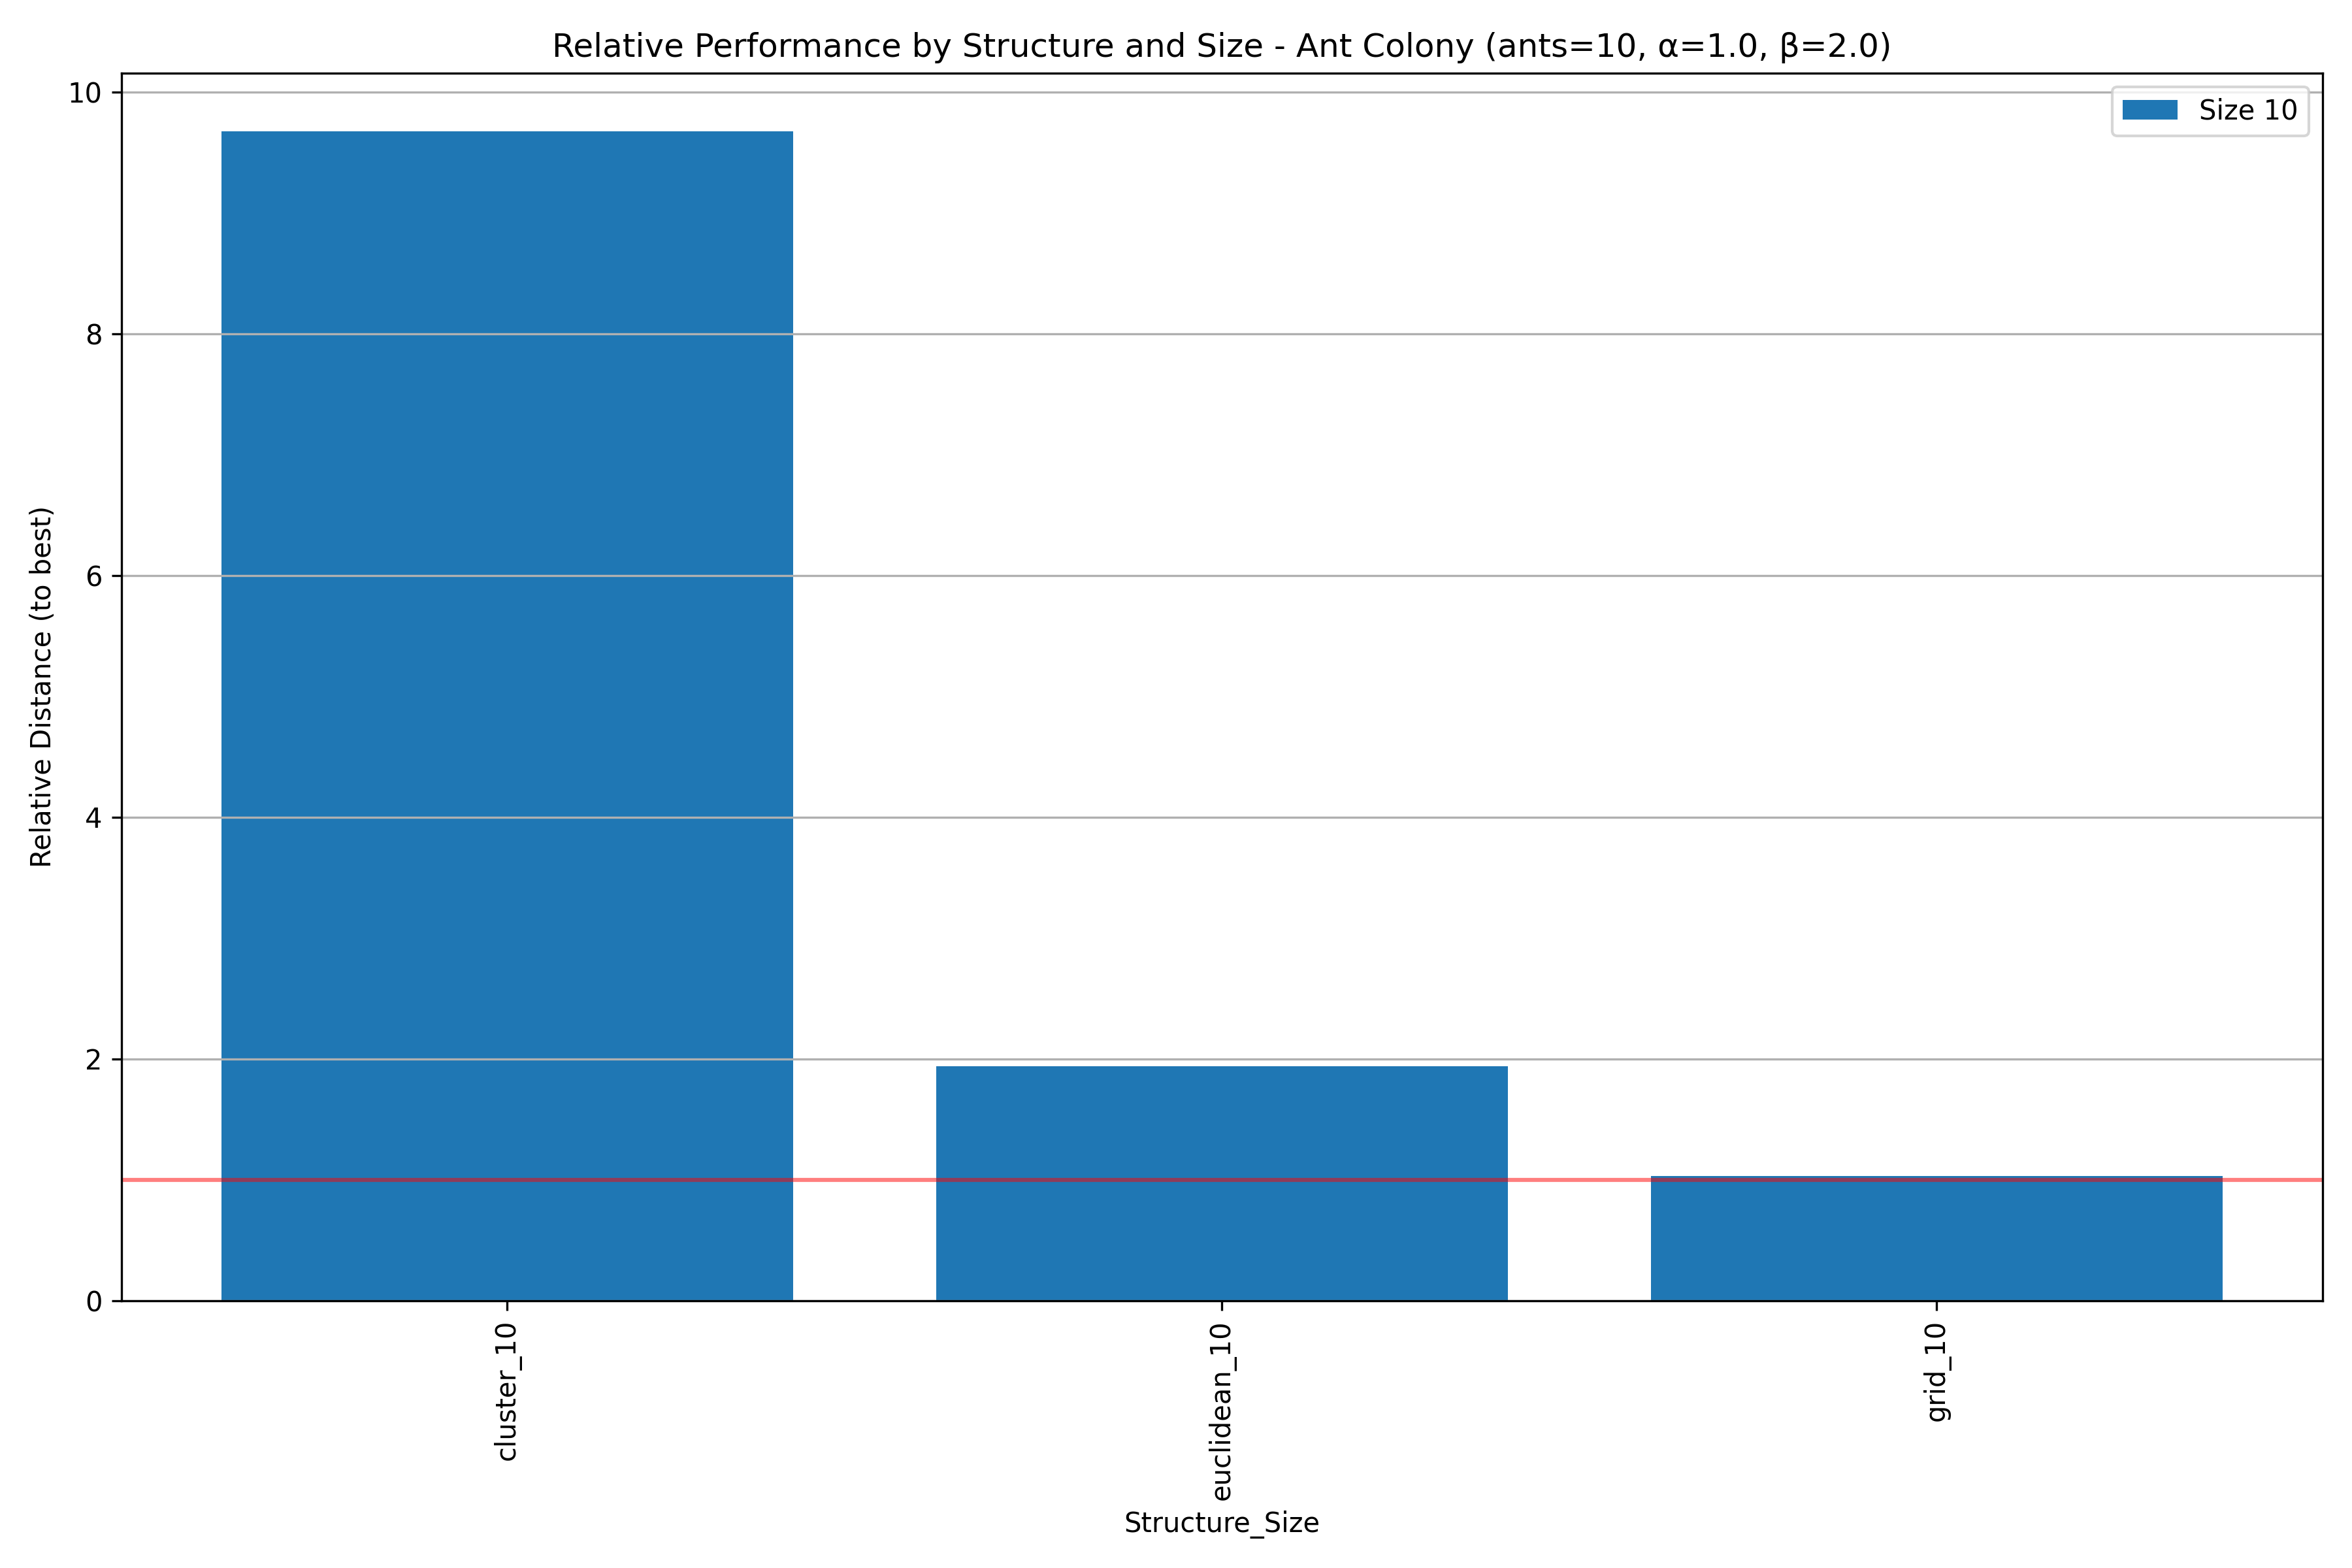 Relative Performance by Structure and Size - Ant Colony (ants=10, α=1.0, β=2.0)
Size 10
Relative Distance (to best)
10
8
6
4
2
0
cluster_10
euclidean_10
grid_10
Structure_Size